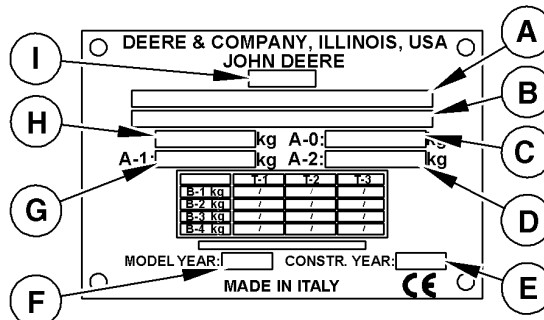 DEERE & COMPANY, ILLINOIS, USA
JOHN DEERE
kg A-0: kg
A-1: kg A-2: kg
T-1 T-2 T-3
B-1 kg / / /
B-2 kg / / /
B-3 kg / / /
B-4 kg / / /
MODEL YEAR: CONSTR. YEAR:
MADE IN ITALY CE
A
B
C
D
E
F
G
H
I